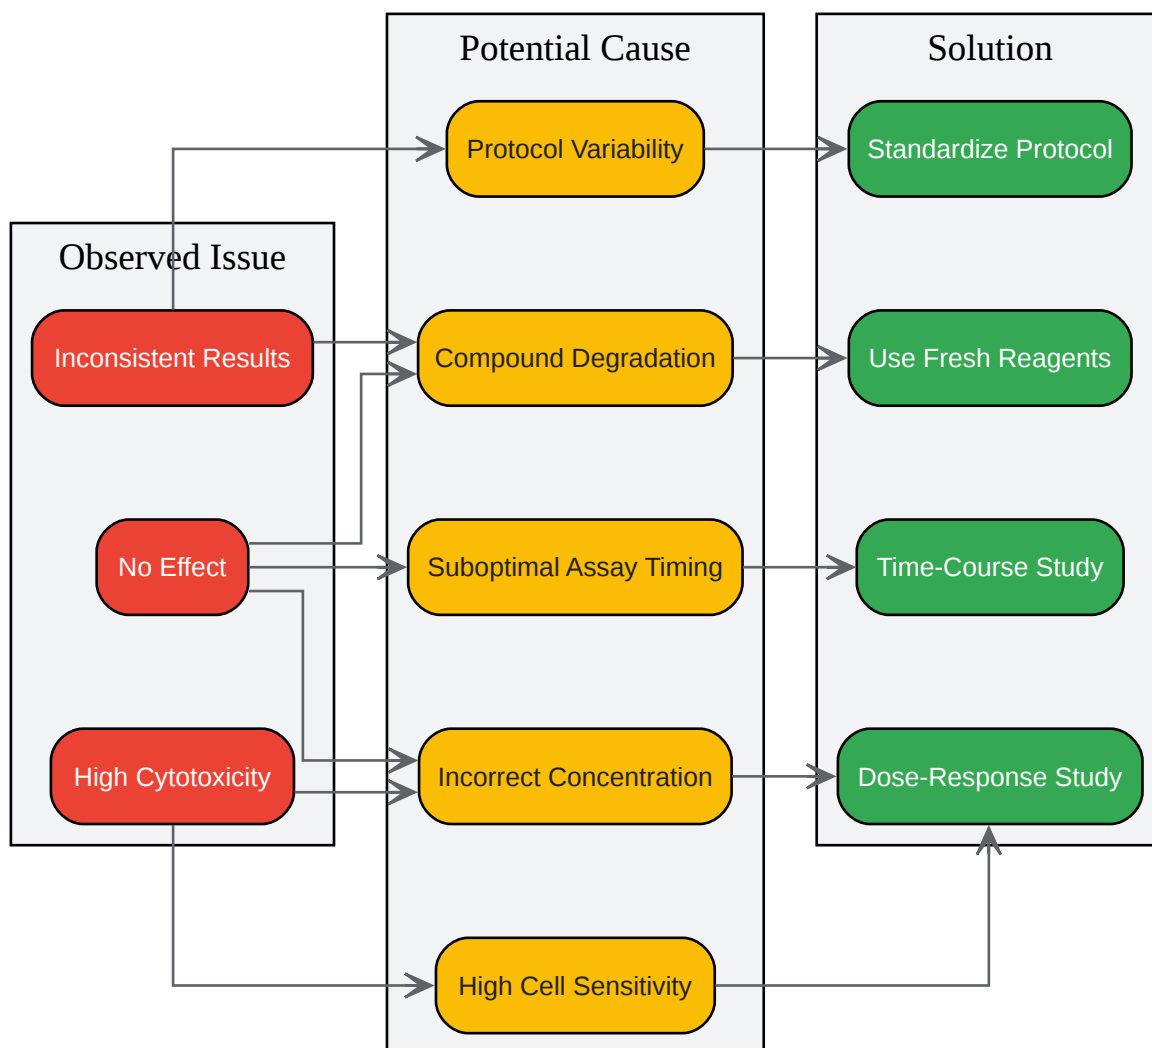 Potential Cause
Solution
Protocol Variability
Standardize Protocol
Observed Issue
Inconsistent Results
Compound Degradation
Use Fresh Reagents
No Effect
Suboptimal Assay Timing
Time-Course Study
High Cytotoxicity
Incorrect Concentration
Dose-Response Study
High Cell Sensitivity